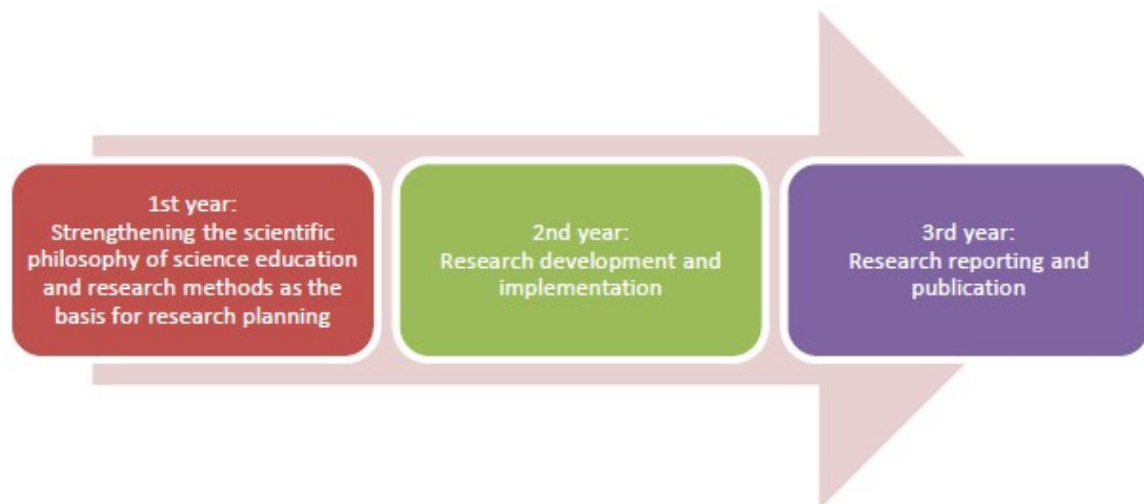 1st year:
Strengthening the scientific
philosophy of science education
and research methods as the
basis for research planning
2nd year:
Research development and
implementation
3rd year:
Research reporting and
publication